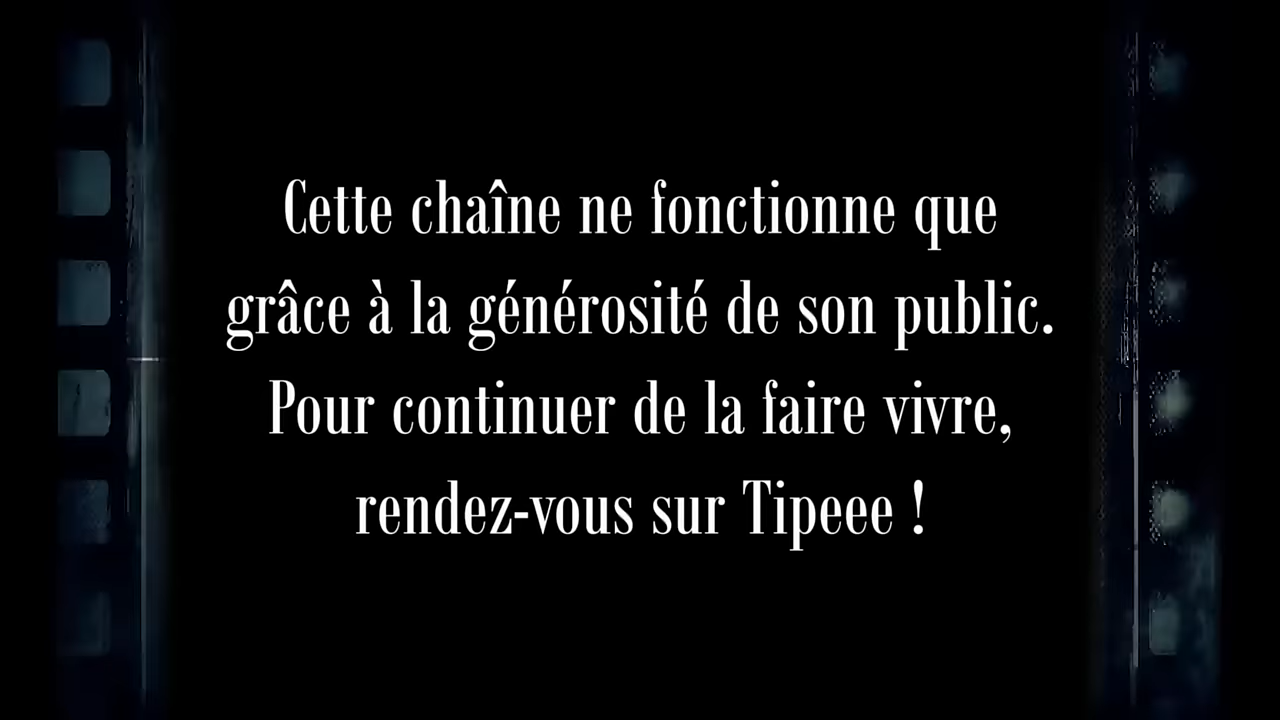 Cette chaîne ne fonctionne que
grâce à la générosité de son public.
Pour continuer de la faire vivre,
rendez-vous sur Tipeee !